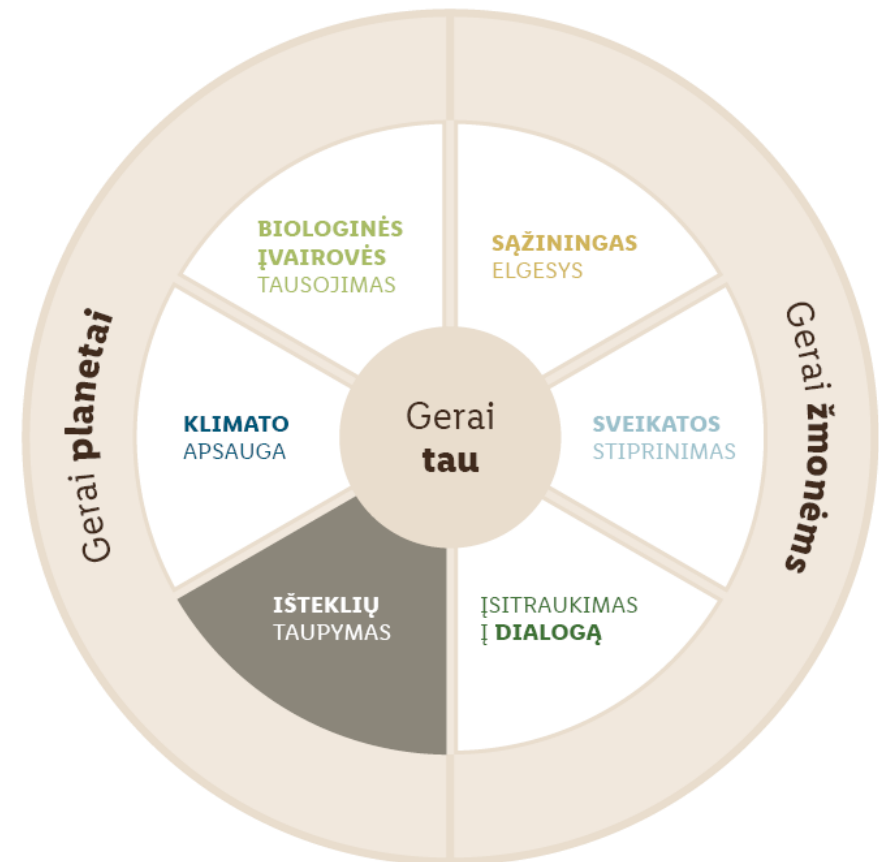 BIOLOGINĖS
ĮVAIROVĖS
TAUSOJIMAS
SĄŽININGAS
ELGESYS
Gerai planetai
KLIMATO
APSAUGA
Gerai
tau
SVEIKATOS
STIPRINIMAS
Gerai žmonėms
IŠTEKLIŲ
TAUPYMAS
ĮSITRAUKIMAS
Į DIALOGĄ